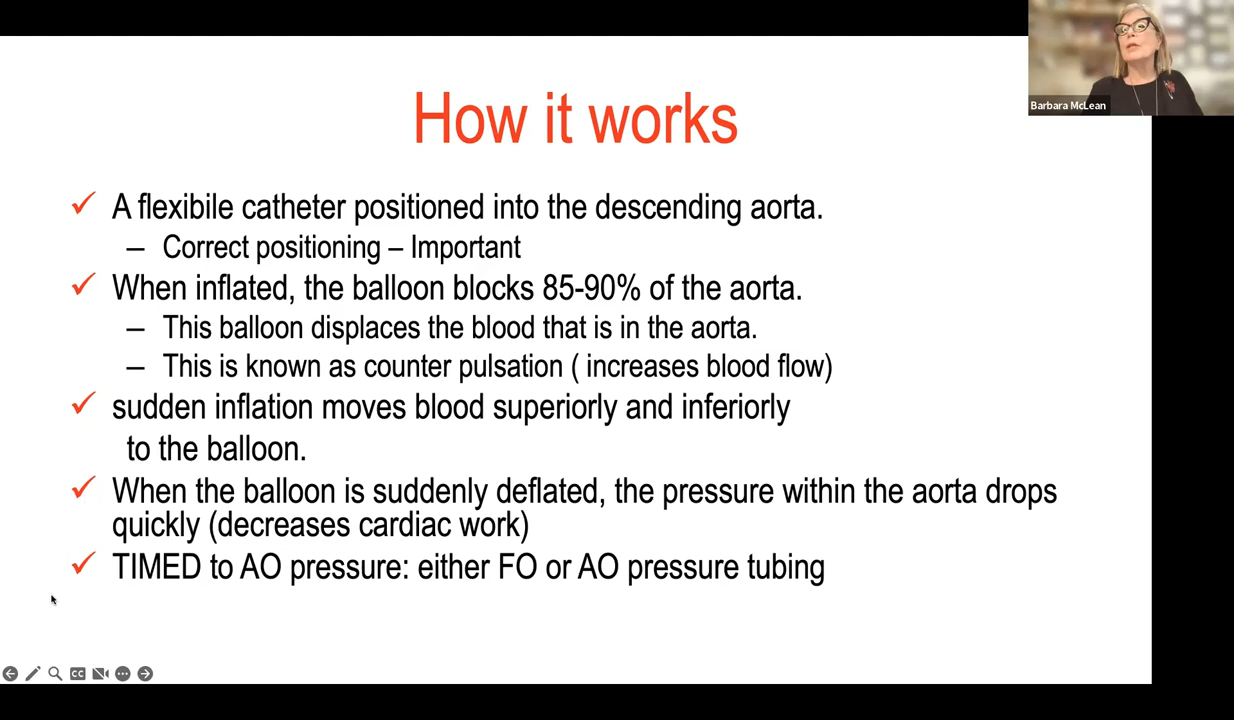 Barbara McLean
How it works
✓ A flexibile catheter positioned into the descending aorta.
– Correct positioning – Important
✓ When inflated, the balloon blocks 85-90% of the aorta.
– This balloon displaces the blood that is in the aorta.
– This is known as counter pulsation ( increases blood flow)
✓ sudden inflation moves blood superiorly and inferiorly
to the balloon.
✓ When the balloon is suddenly deflated, the pressure within the aorta drops
quickly (decreases cardiac work)
✓ TIMED to AO pressure: either FO or AO pressure tubing
CC